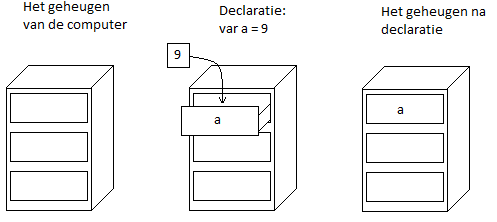 Het geheugen
van de computer
Declaratie:
var a = 9
9
a
Het geheugen na
declaratie
a